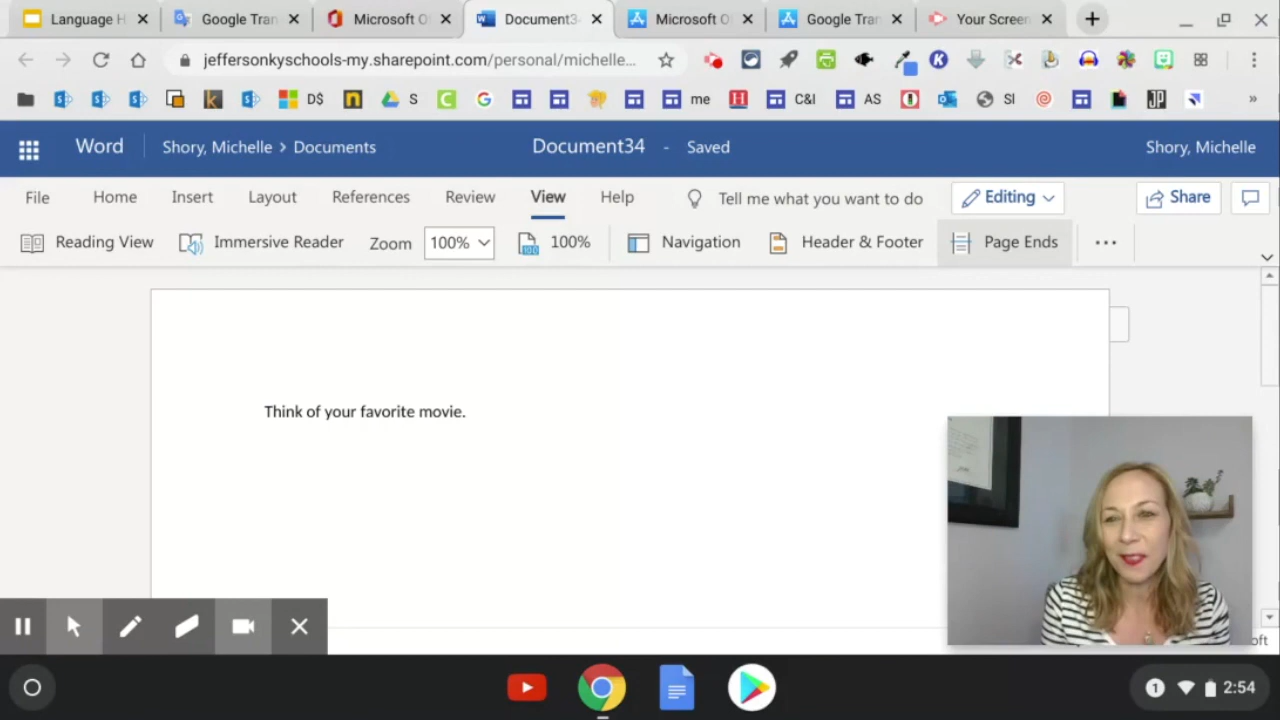 Language H
Google Tran
Microsoft O
Document3
Microsoft O
Google Tran
Your Screen
jeffersonkyschools-my.sharepoint.com/personal/michelle...
S D$ S me C&I AS SI JP »
Word Shory, Michelle > Documents Document34 - Saved Shory, Michelle
File Home Insert Layout References Review View Help Tell me what you want to do Editing Share
Reading View Immersive Reader Zoom 100% 100% Navigation Header & Footer Page Ends ...
Think of your favorite movie.
oft
1 2:54